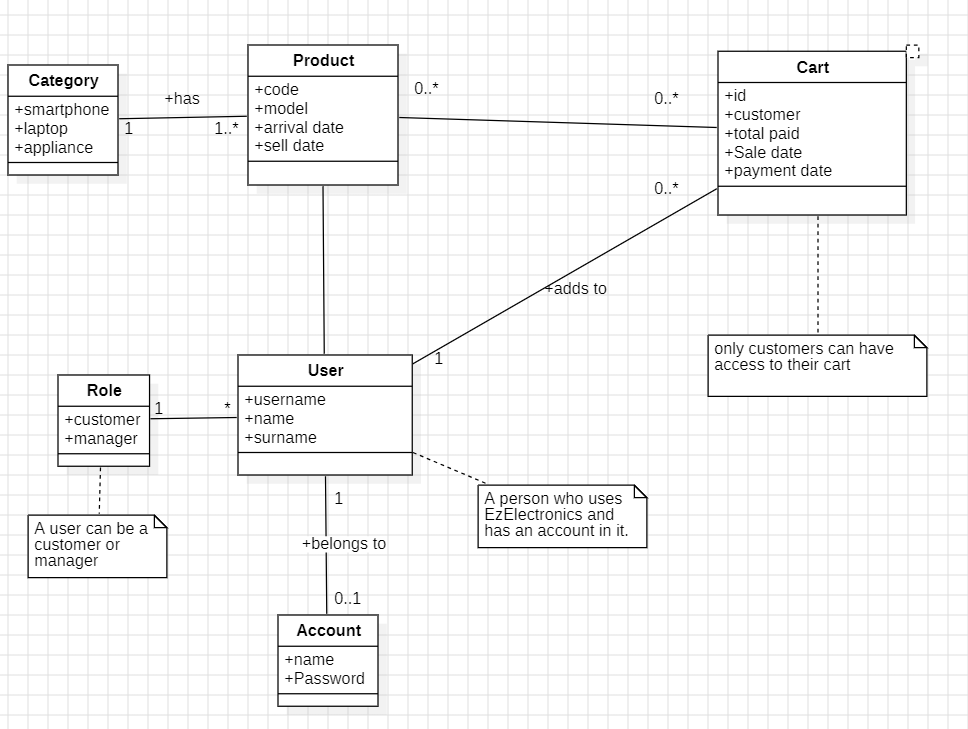 Category
+smartphone
+laptop
+appliance
+has
1
1..*
Product
+code
+model
+arrival date
+sell date
0..*
0..*
Cart
+id
+customer
+total paid
+Sale date
+payment date
0..*
+adds to
1
only customers can have
access to their cart
Role
+customer
+manager
1
*
User
+username
+name
+surname
A user can be a
customer or
manager
A person who uses
EzElectronics and
has an account in it.
1
+belongs to
0..1
Account
+name
+Password